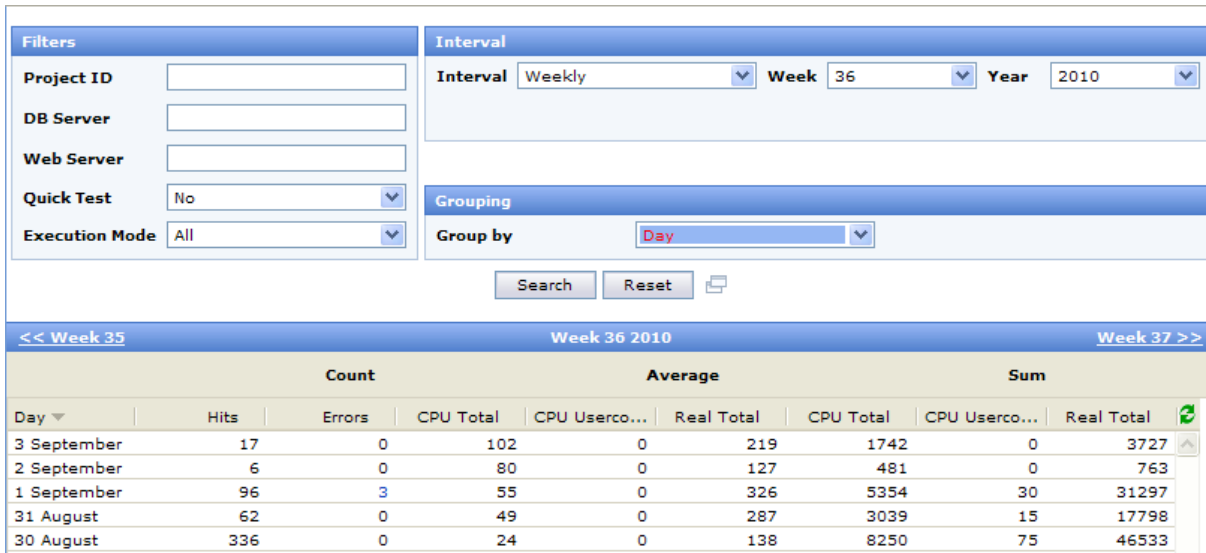 Filters
Project ID
DB Server
Web Server
Quick Test No
Execution Mode All
Interval
Interval Weekly Week 36 Year 2010
Grouping
Group by Day
Search Reset
<< Week 35 Week 36 2010 Week 37 >>
Count Average Sum
Day Hits Errors CPU Total CPU Userco... Real Total CPU Total CPU Userco... Real Total
3 September 17 0 102 0 219 1742 0 3727
2 September 6 0 80 0 127 481 0 763
1 September 96 3 55 0 326 5354 30 31297
31 August 62 0 49 0 287 3039 15 17798
30 August 336 0 24 0 138 8250 75 46533